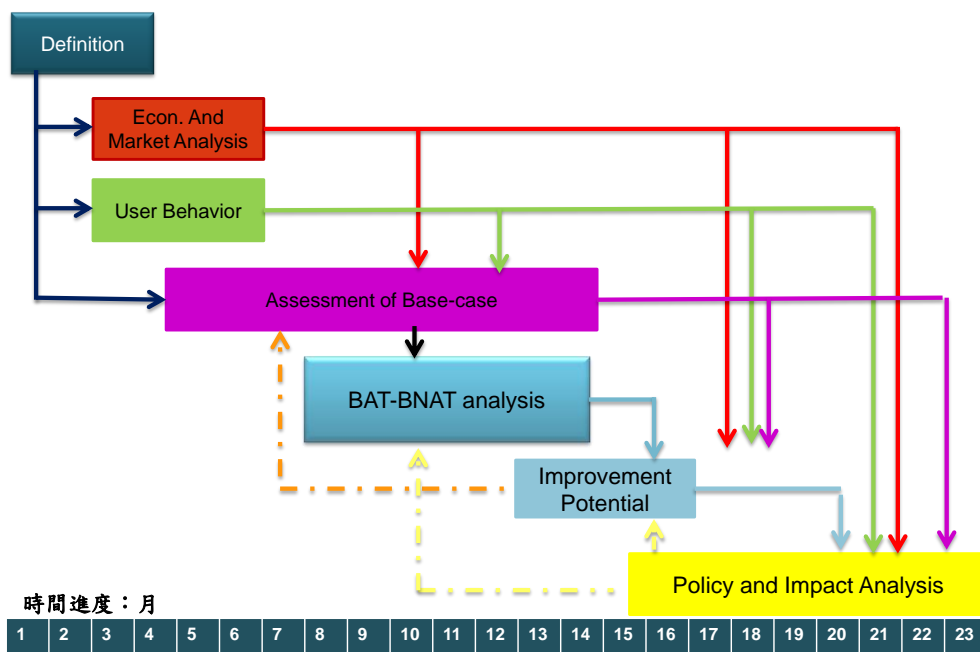 Definition
Econ. And
Market Analysis
User Behavior
Assessment of Base-case
BAT-BNAT analysis
Improvement
Potential
Policy and Impact Analysis
時間進度：月
1 2 3 4 5 6 7 8 9 10 11 12 13 14 15 16 17 18 19 20 21 22 23